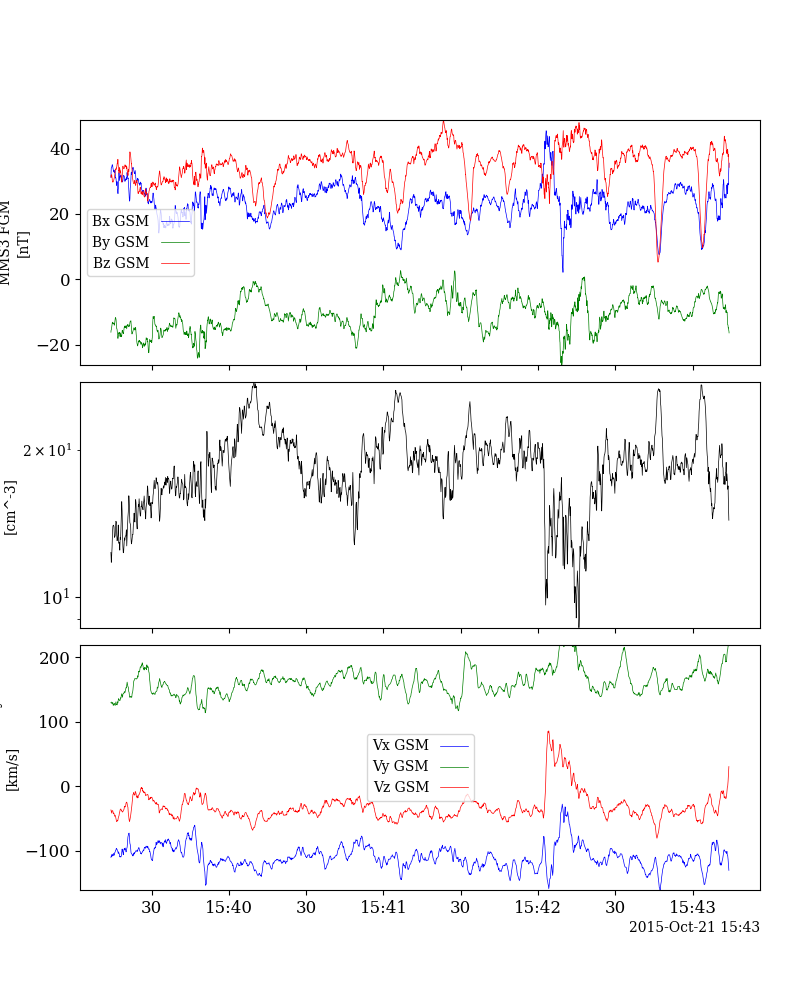 40
20
0
−20
MMS3 FGM
[nT]
Bx GSM
By GSM
Bz GSM
2 × 10^1
10^1
[cm^-3]
200
100
0
−100
[km/s]
Vx GSM
Vy GSM
Vz GSM
30 15:40 30 15:41 30 15:42 30 15:43
2015-Oct-21 15:43